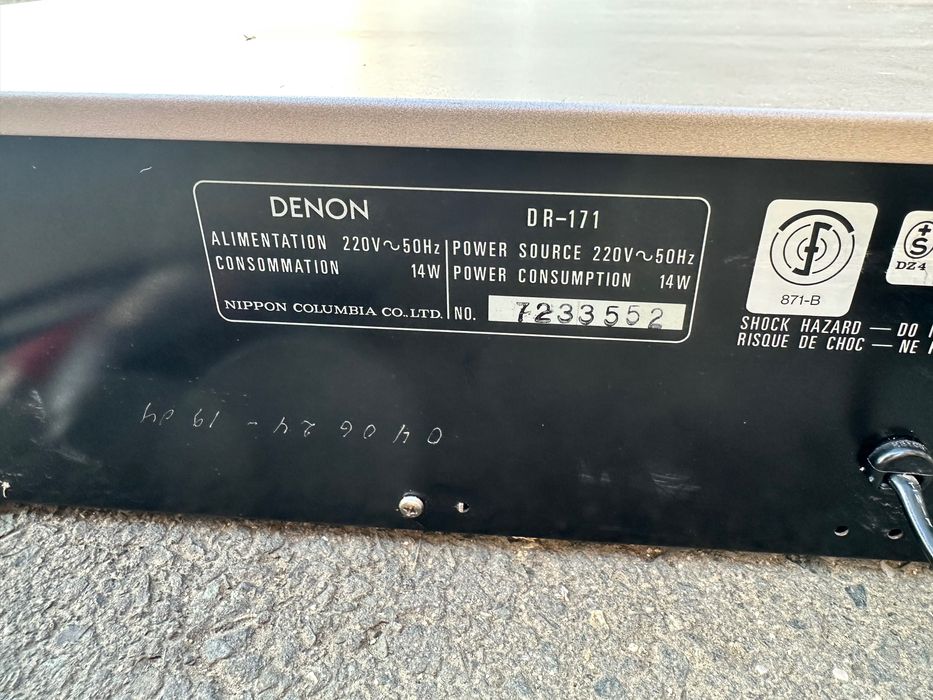 DENON DR-171
ALIMENTATION 220V~50Hz
CONSOMMATION 14W
NIPPON COLUMBIA CO.,LTD.
POWER SOURCE 220V~50Hz
POWER CONSUMPTION 14W
NO. 7233552
871-B
+
S
DZ4
SHOCK HAZARD — DO
RISQUE DE CHOC — NE
040624-1904